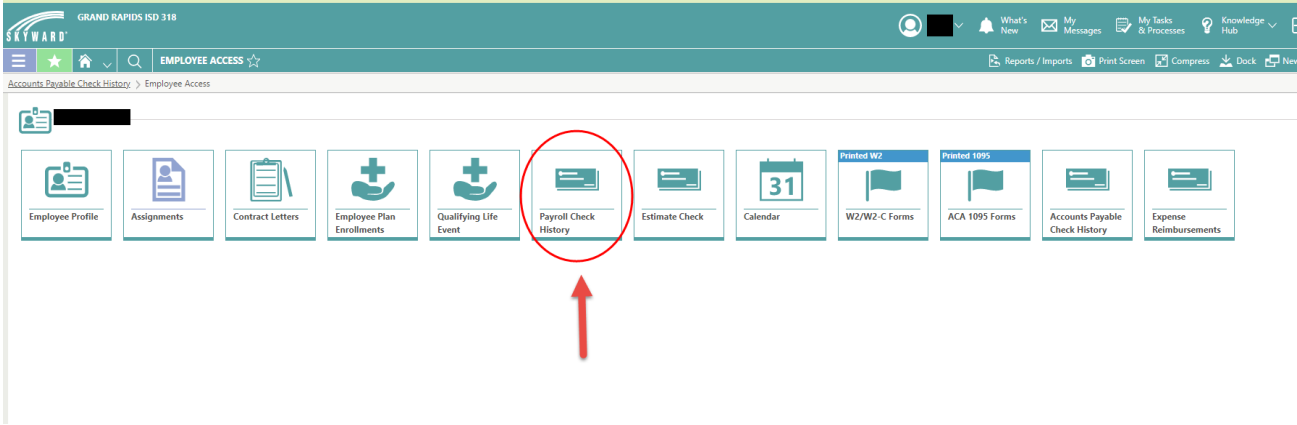 GRAND RAPIDS ISD 318
SKYWARD
What's New
My Messages
My Tasks & Processes
Knowledge Hub
EMPLOYEE ACCESS
Reports / Imports
Print Screen
Compress
Dock
New
Accounts Payable Check History > Employee Access
Printed W2
Printed 1095
31
Employee Profile
Assignments
Contract Letters
Employee Plan
Enrollments
Qualifying Life
Event
Payroll Check
History
Estimate Check
Calendar
W2/W2-C Forms
ACA 1095 Forms
Accounts Payable
Check History
Expense
Reimbursements